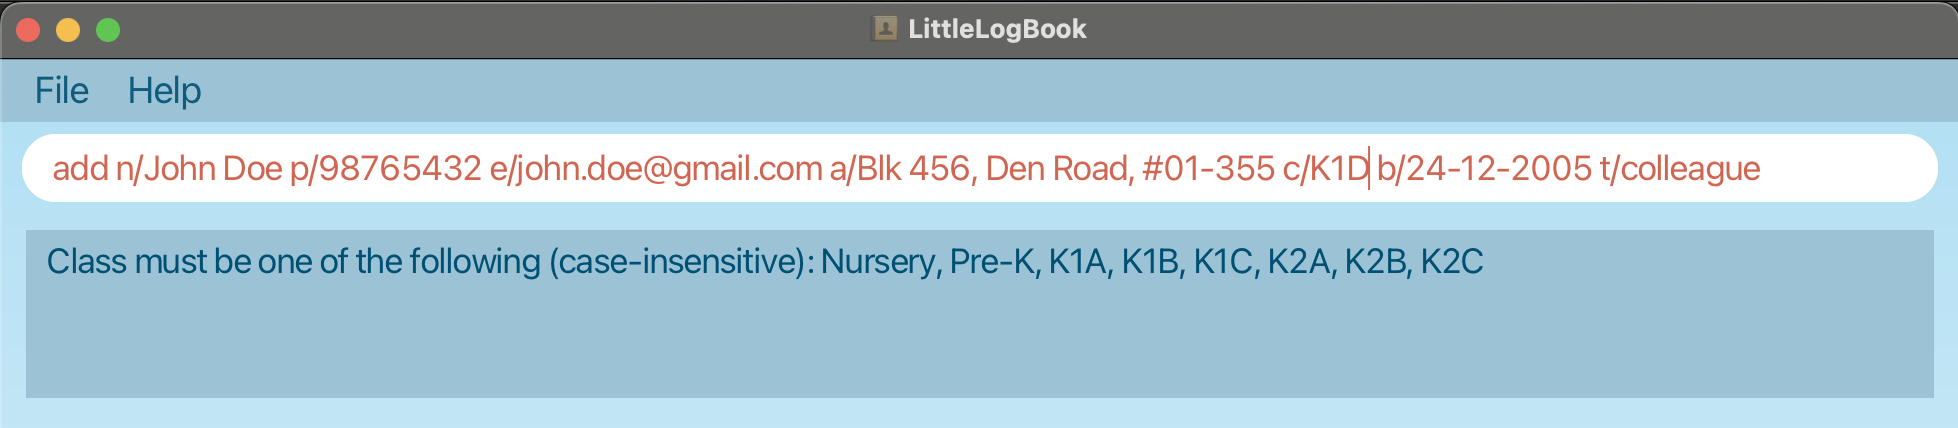 LittleLogBook
File Help
add n/John Doe p/98765432 e/john.doe@gmail.com a/Blk 456, Den Road, #01-355 c/K1D b/24-12-2005 t/colleague
Class must be one of the following (case-insensitive): Nursery, Pre-K, K1A, K1B, K1C, K2A, K2B, K2C